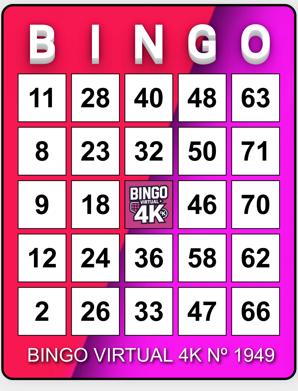 B I N G O
11 28 40 48 63
8 23 32 50 71
9 18 BINGO VIRTUAL 4K 46 70
12 24 36 58 62
2 26 33 47 66
BINGO VIRTUAL 4K Nº 1949